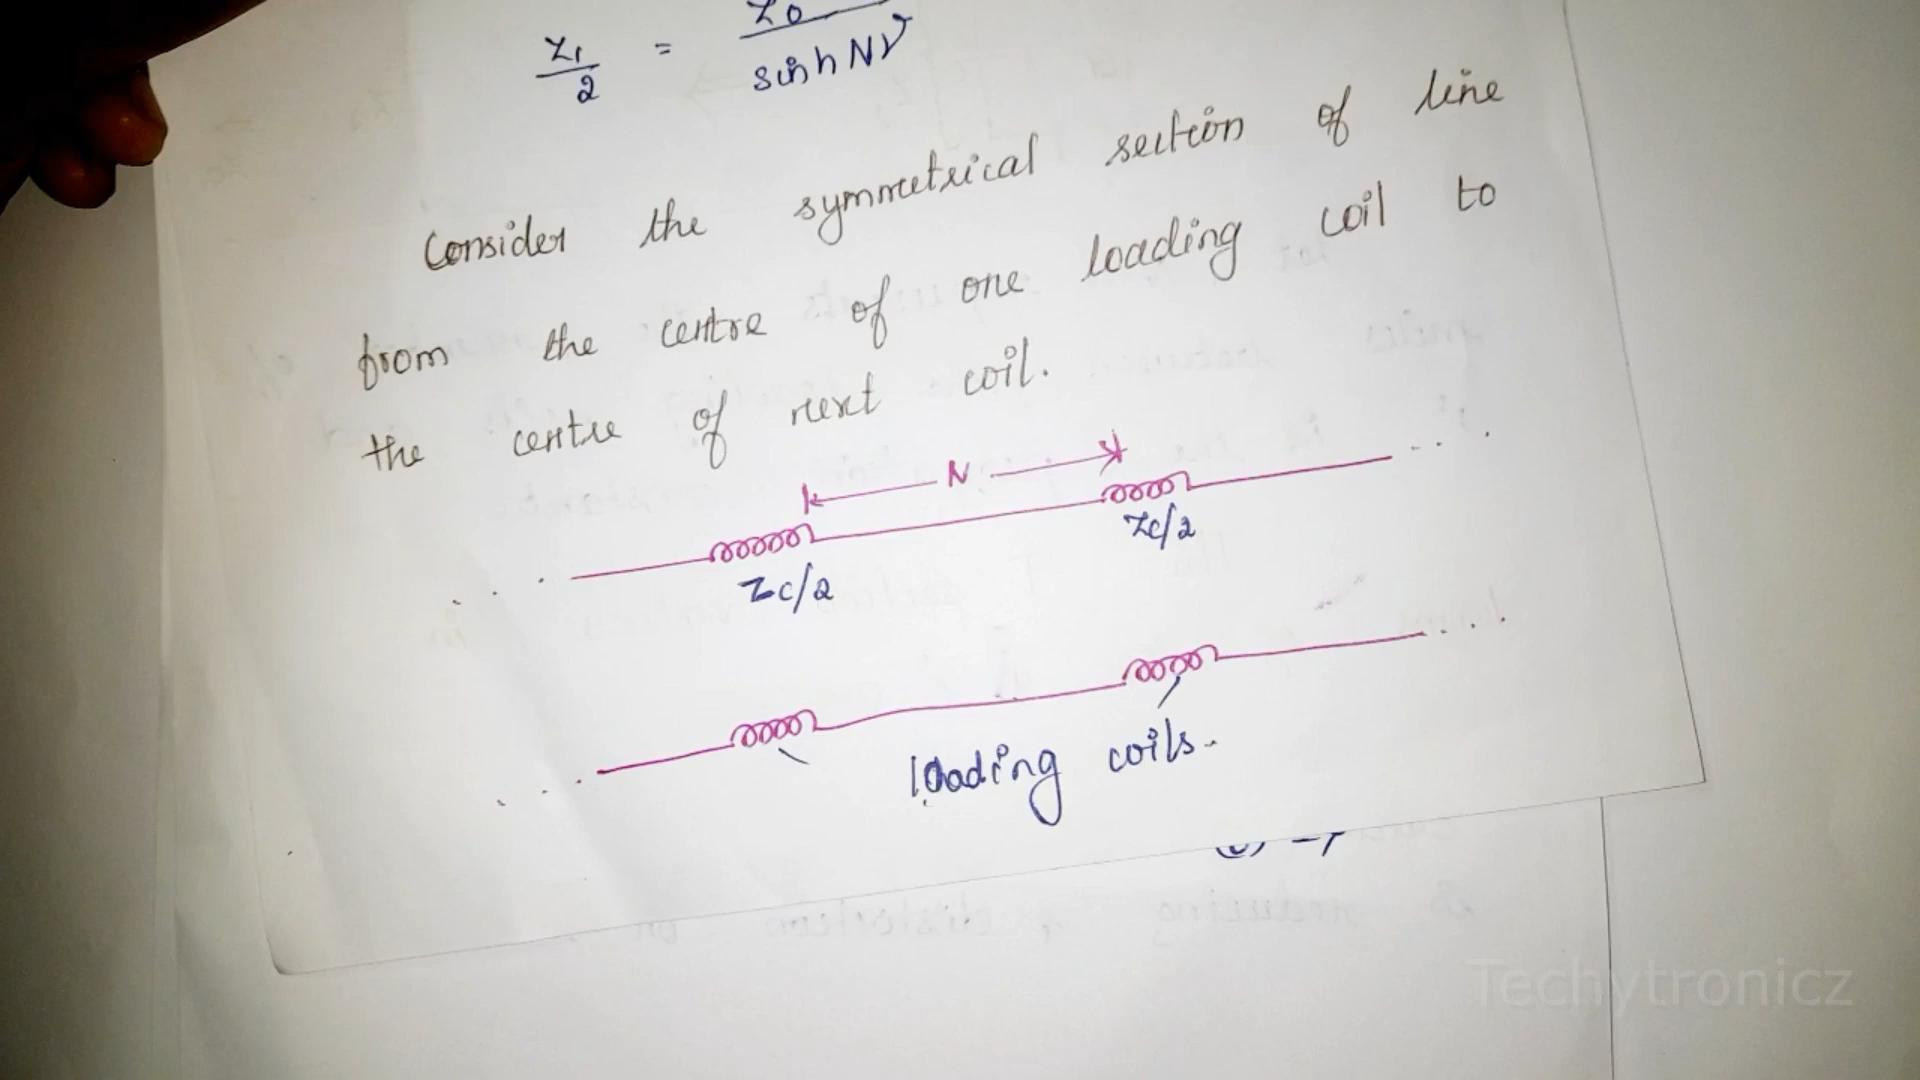 Z1/2 = Z0/sinh Nγ
Consider the symmetrical section of line
from the centre of one loading coil to
the centre of next coil.
N
Zc/2
Zc/2
loading coils.
Techytronicz